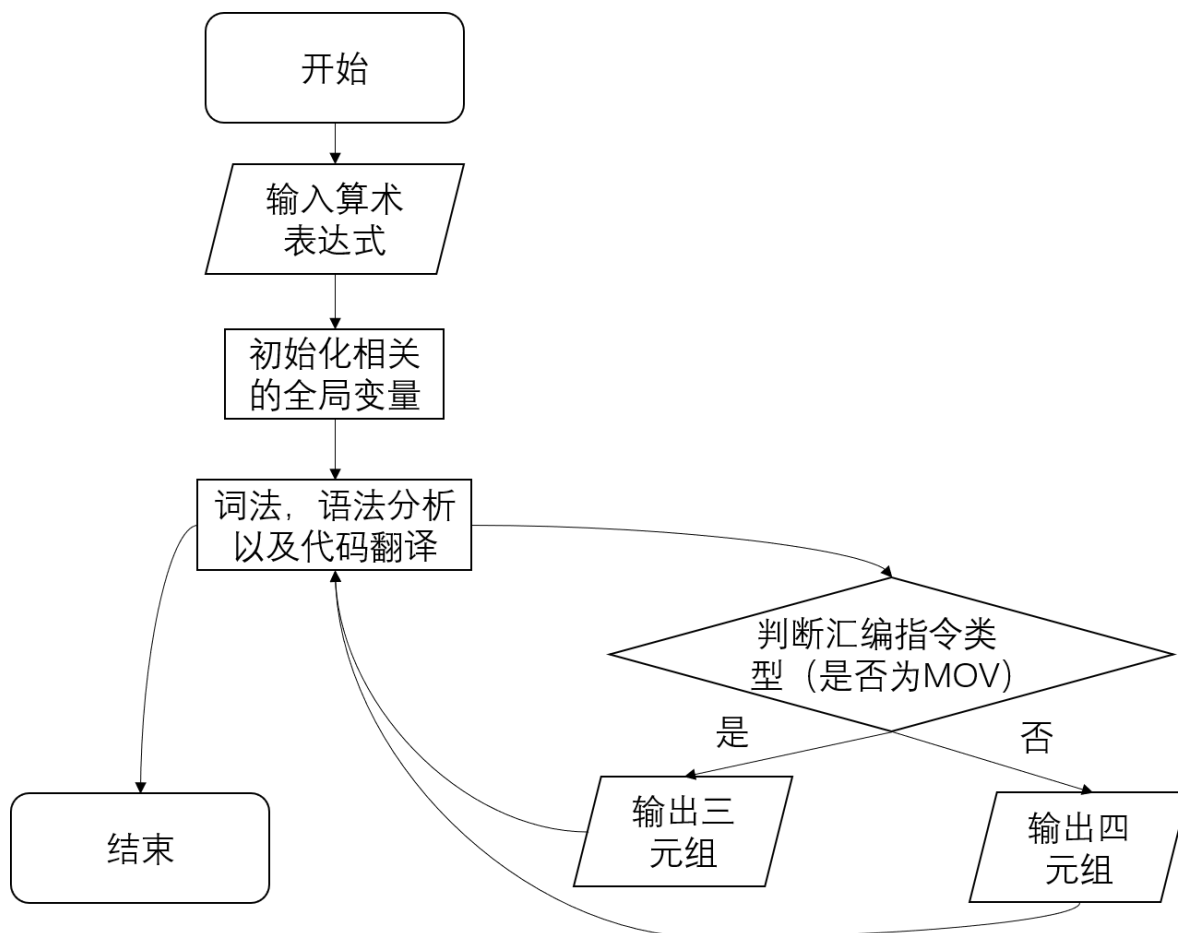 开始
输入算术
表达式
初始化相关
的全局变量
词法，语法分析
以及代码翻译
判断汇编指令类
型（是否为MOV）
是
否
输出三
元组
输出四
元组
结束